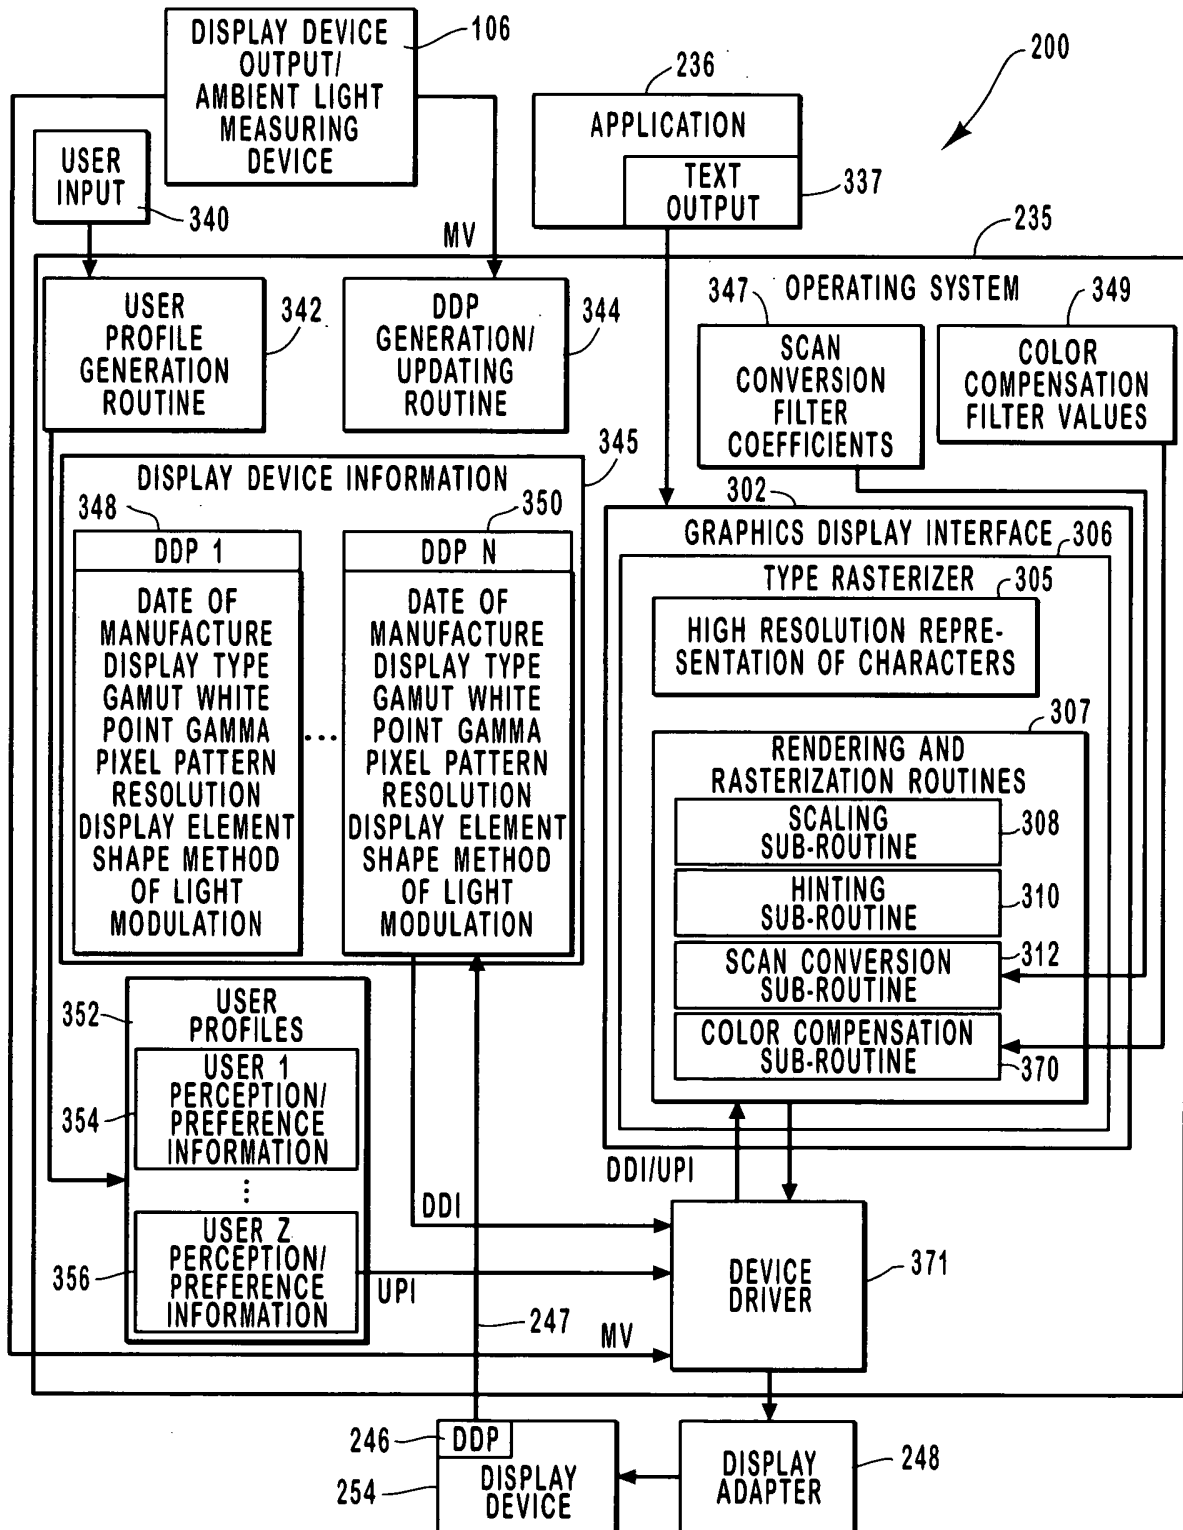 DISPLAY DEVICE
OUTPUT/
AMBIENT LIGHT
MEASURING
DEVICE
106
200
236
APPLICATION
TEXT
OUTPUT
337
USER
INPUT
340
MV
235
OPERATING SYSTEM
USER
PROFILE
GENERATION
ROUTINE
342
DDP
GENERATION/
UPDATING
ROUTINE
344
347
SCAN
CONVERSION
FILTER
COEFFICIENTS
349
COLOR
COMPENSATION
FILTER VALUES
345
DISPLAY DEVICE INFORMATION
348
DDP 1
DATE OF
MANUFACTURE
DISPLAY TYPE
GAMUT WHITE
POINT GAMMA
PIXEL PATTERN
RESOLUTION
DISPLAY ELEMENT
SHAPE METHOD
OF LIGHT
MODULATION
...
350
DDP N
DATE OF
MANUFACTURE
DISPLAY TYPE
GAMUT WHITE
POINT GAMMA
PIXEL PATTERN
RESOLUTION
DISPLAY ELEMENT
SHAPE METHOD
OF LIGHT
MODULATION
302
GRAPHICS DISPLAY INTERFACE
306
TYPE RASTERIZER
305
HIGH RESOLUTION REPRE-
SENTATION OF CHARACTERS
307
RENDERING AND
RASTERIZATION ROUTINES
SCALING
SUB-ROUTINE
308
HINTING
SUB-ROUTINE
310
SCAN CONVERSION
SUB-ROUTINE
312
COLOR COMPENSATION
SUB-ROUTINE
370
352
USER
PROFILES
354
USER 1
PERCEPTION/
PREFERENCE
INFORMATION
...
356
USER Z
PERCEPTION/
PREFERENCE
INFORMATION
DDI
UPI
247
MV
DDI/UPI
DEVICE
DRIVER
371
246
DDP
254
DISPLAY
DEVICE
DISPLAY
ADAPTER
248